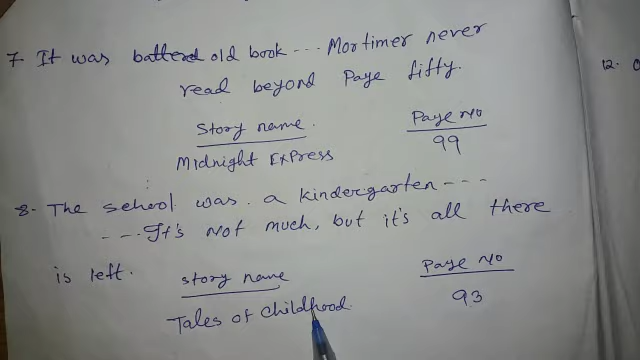 7. It was battered old book... Mortimer never
read beyond Page fifty.
Story name
Page No
Midnight Express
99
8. The school was. a kindergarten ----
---. It's not much, but it's all there
is left.
Story name
Page No
Tales of childhood.
93
12. O